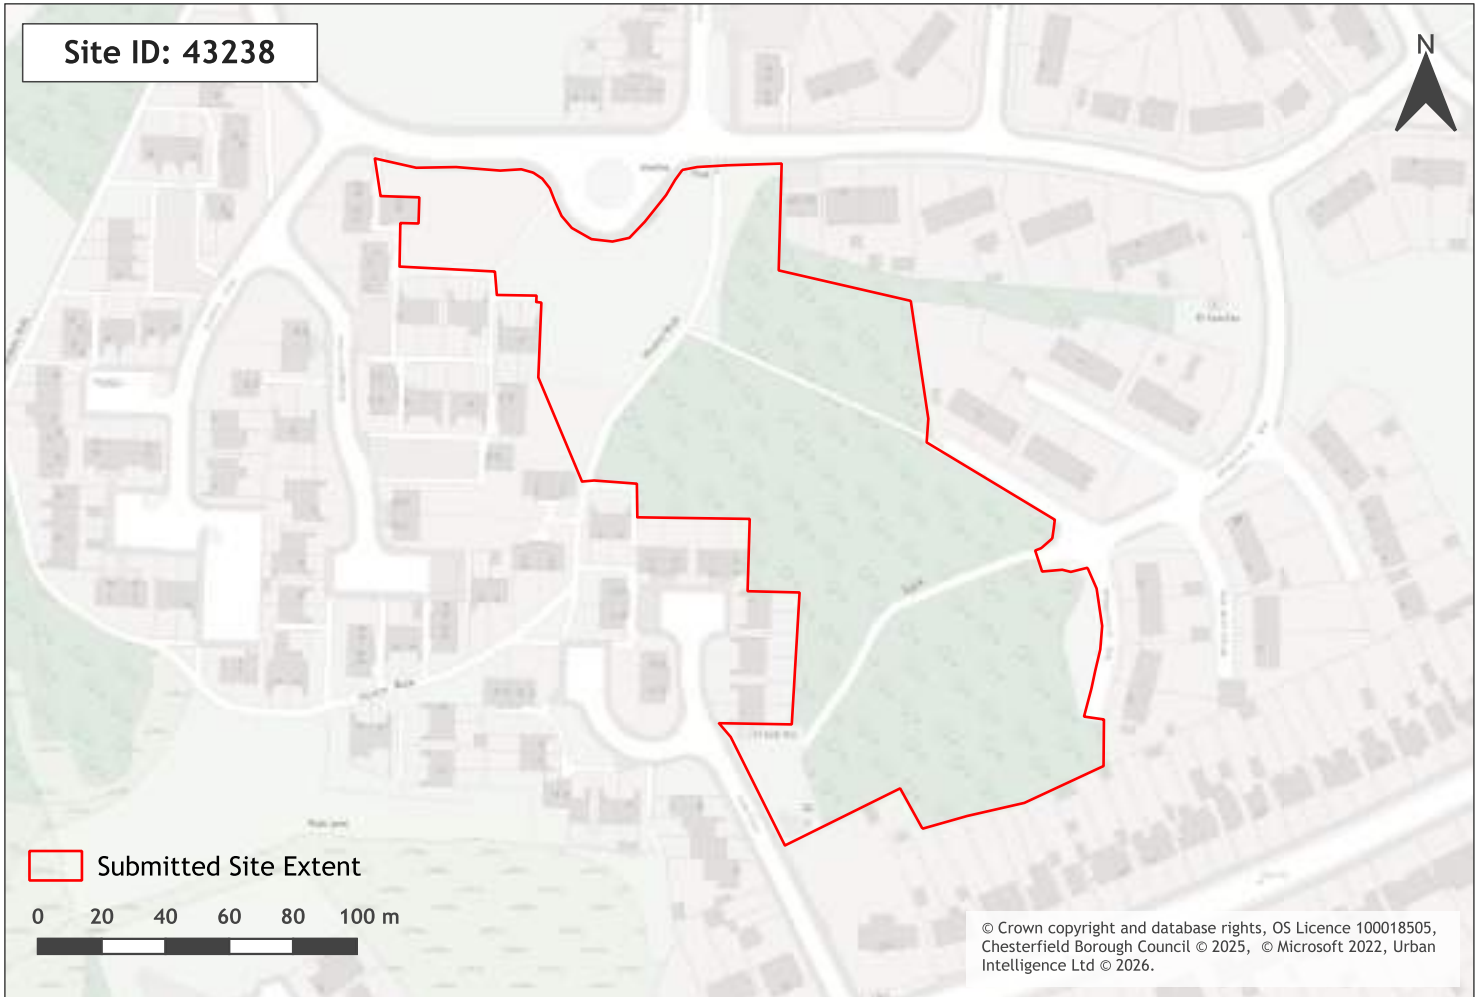 Site ID: 43238
N
Submitted Site Extent
0 20 40 60 80 100 m
© Crown copyright and database rights, OS Licence 100018505,
Chesterfield Borough Council © 2025, © Microsoft 2022, Urban
Intelligence Ltd © 2026.